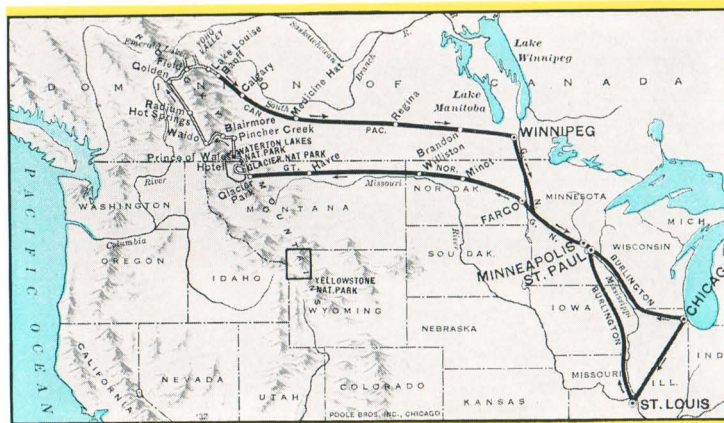 Emerald Lake
YOHO VALLEY
Field
Golden
Lake Louise
Banff
Calgary
Saskatchewan
R.
South
Branch
Medicine Hat
DOMINION OF CANADA
Lake Winnipeg
Lake Manitoba
Radium Hot Springs
Waldo
Blairmore
Pincher Creek
WATERTON LAKES NAT. PARK
Prince of Wales Hotel
GLACIER NAT. PARK
Glacier Park
CAN.
PAC.
Regina
Brandon
WINNIPEG
G. N.
GT.
NOR.
Havre
Williston
Minot
River
Missouri
PACIFIC OCEAN
WASHINGTON
MONTANA
NOR. DAK.
MINNESOTA
MICH.
FARGO
G. N.
Columbia
OREGON
IDAHO
MOUNTAINS
YELLOWSTONE NAT. PARK
WYOMING
SOU. DAK.
River
MINNEAPOLIS
ST. PAUL
WISCONSIN
Mississippi
BURLINGTON
BURLINGTON
CHICAGO
IOWA
NEBRASKA
CALIFORNIA
NEVADA
UTAH
COLORADO
KANSAS
MISSOURI
ILL.
IND
ST. LOUIS
'32
POOLE BROS., INC., CHICAGO